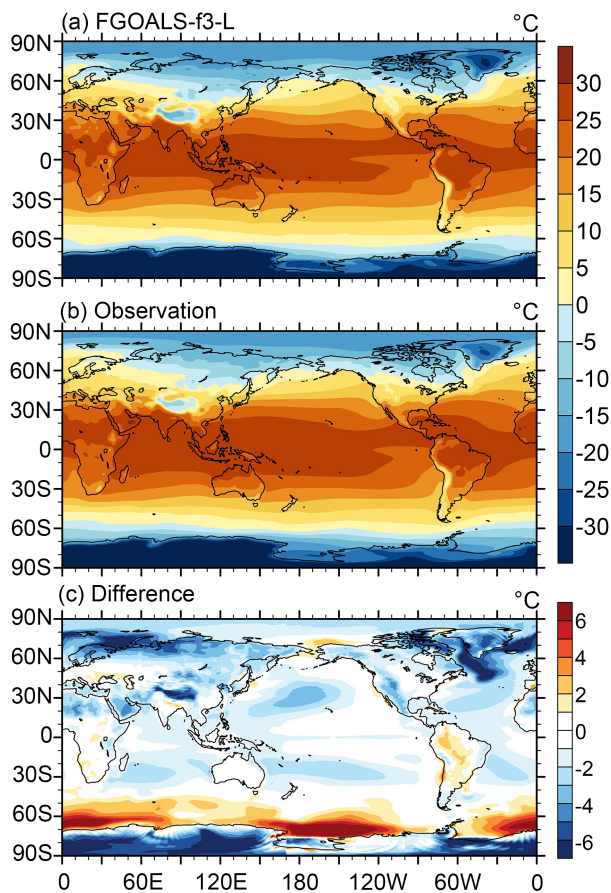 (a) FGOALS-f3-L °C
90N
60N
30N
0
30S
60S
90S
(b) Observation °C
90N
60N
30N
0
30S
60S
90S
30
25
20
15
10
5
0
-5
-10
-15
-20
-25
-30
(c) Difference °C
90N
60N
30N
0
30S
60S
90S
6
4
2
0
-2
-4
-6
0 60E 120E 180 120W 60W 0